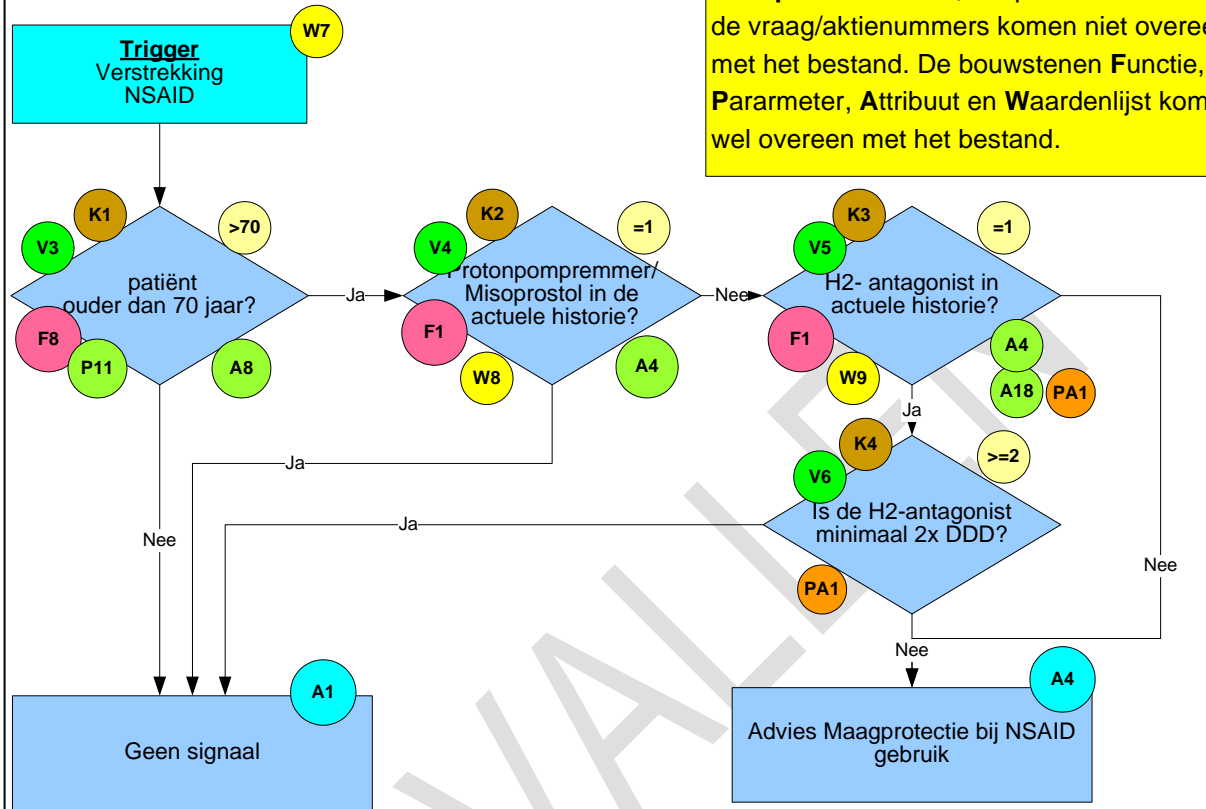 Trigger
Verstrekking
NSAID
W7
de vraag/aktienummers komen niet overee
met het bestand. De bouwstenen Functie,
Pararmeter, Attribuut en Waardenlijst kom
wel overeen met het bestand.
K1
>70
V3
patiënt
ouder dan 70 jaar?
F8
P11
A8
Ja
Nee
K2
=1
V4
Protonpompremmer/
Misoprostol in de
actuele historie?
F1
W8
A4
Nee
Ja
K3
=1
V5
H2- antagonist in
actuele historie?
F1
W9
A4
A18
PA1
Ja
Nee
K4
>=2
V6
Is de H2-antagonist
minimaal 2x DDD?
PA1
Ja
Nee
A1
Geen signaal
A4
Advies Maagprotectie bij NSAID
gebruik